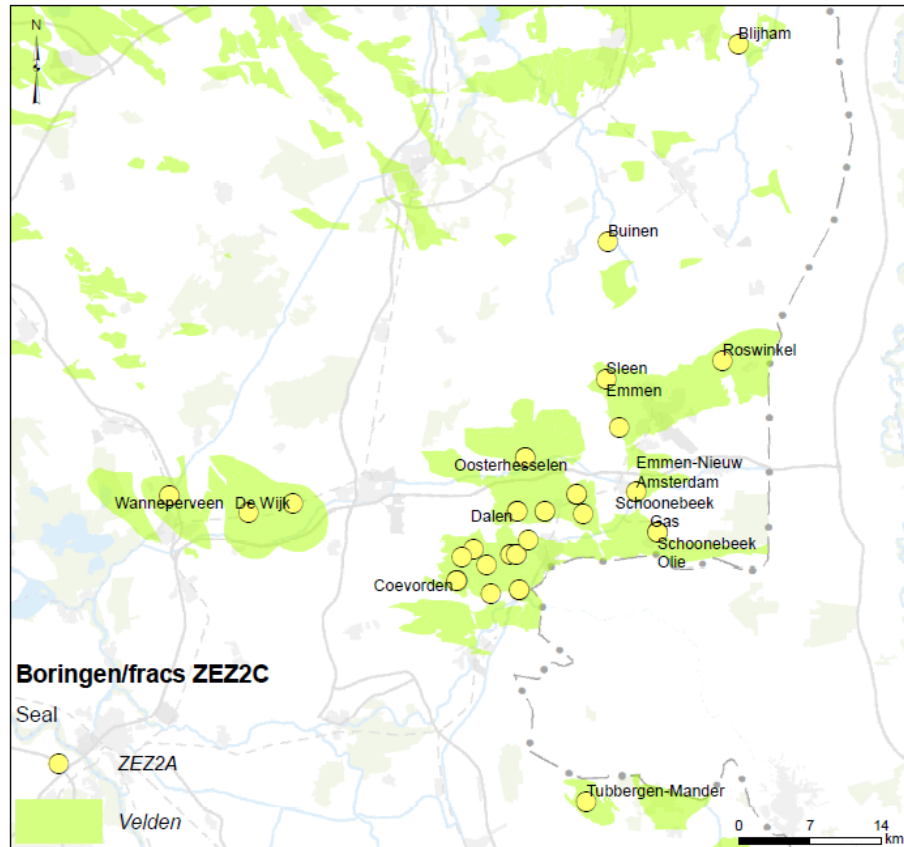 N
Blijham
Buinen
Roswinkel
Sleen
Emmen
Oosterhesselen
Emmen-Nieuw
Amsterdam
Wanneperveen
De Wijk
Dalen
Schoonebeek
Gas
Schoonebeek
Olie
Coevorden
Boringen/fracs ZEZ2C
Seal
ZEZ2A
Velden
Tubbergen-Mander
0 7 14
km